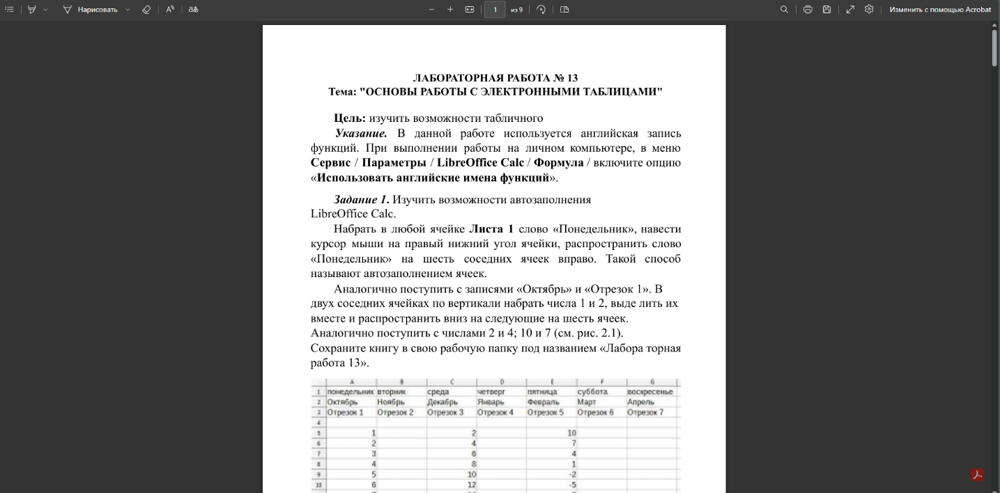 Нарисовать
1 из 9
Изменить с помощью Acrobat
ЛАБОРАТОРНАЯ РАБОТА № 13
Тема: "ОСНОВЫ РАБОТЫ С ЭЛЕКТРОННЫМИ ТАБЛИЦАМИ"
Цель: изучить возможности табличного
Указание. В данной работе используется английская запись
функций. При выполнении работы на личном компьютере, в меню
Сервис / Параметры / LibreOffice Calc / Формула / включите опцию
«Использовать английские имена функций».
Задание 1. Изучить возможности автозаполнения
LibreOffice Calc.
Набрать в любой ячейке Листа 1 слово «Понедельник», навести
курсор мыши на правый нижний угол ячейки, распространить слово
«Понедельник» на шесть соседних ячеек вправо. Такой способ
называют автозаполнением ячеек.
Аналогично поступить с записями «Октябрь» и «Отрезок 1». В
двух соседних ячейках по вертикали набрать числа 1 и 2, выде лить их
вместе и распространить вниз на следующие на шесть ячеек.
Аналогично поступить с числами 2 и 4; 10 и 7 (см. рис. 2.1).
Сохраните книгу в свою рабочую папку под названием «Лабора торная
работа 13».
A B C D E F G
1 понедельник вторник среда четверг пятница суббота воскресенье
2 Октябрь Ноябрь Декабрь Январь Февраль Март Апрель
3 Отрезок 1 Отрезок 2 Отрезок 3 Отрезок 4 Отрезок 5 Отрезок 6 Отрезок 7
4
5 1 2 10
6 2 4 7
7 3 6 4
8 4 8 1
9 5 10 -2
10 6 12 -5